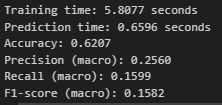 Training time: 5.8077 seconds
Prediction time: 0.6596 seconds
Accuracy: 0.6207
Precision (macro): 0.2560
Recall (macro): 0.1599
F1-score (macro): 0.1582